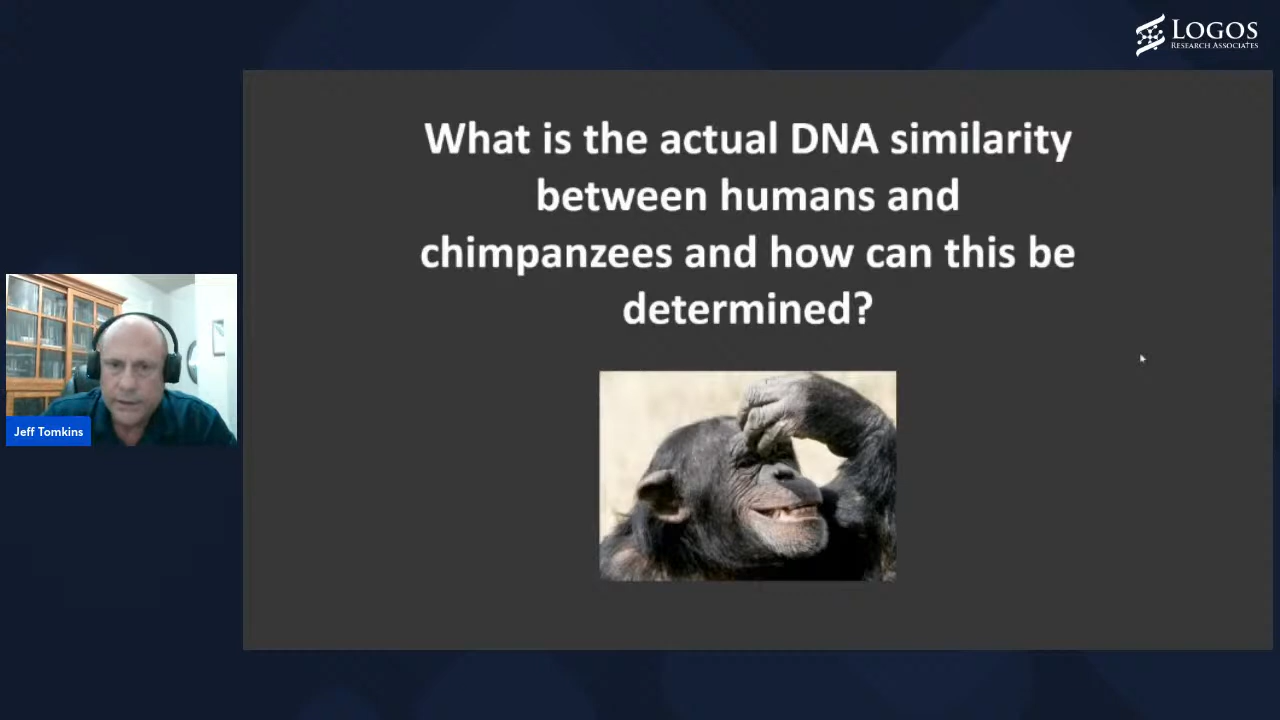 LOGOS
RESEARCH ASSOCIATES
What is the actual DNA similarity
between humans and
chimpanzees and how can this be
determined?
Jeff Tomkins